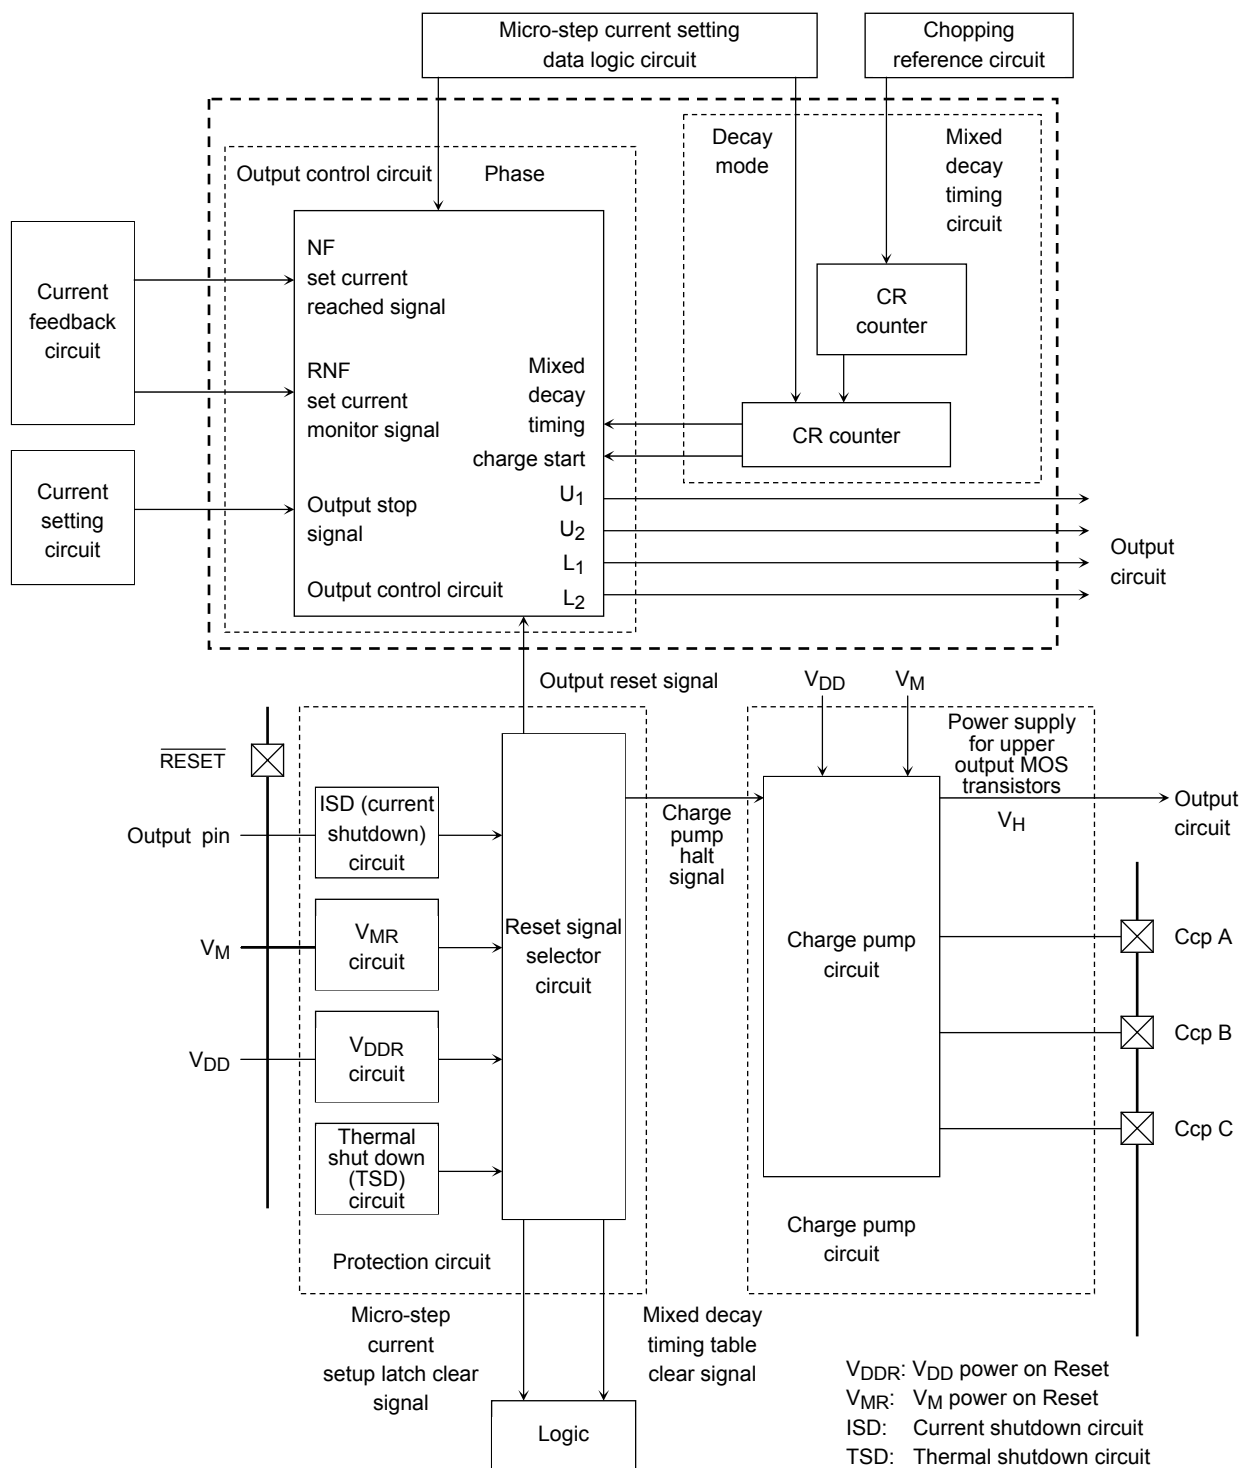 Micro-step current setting
data logic circuit
Chopping
reference circuit
Output control circuit
Phase
Decay
mode
Mixed
decay
timing
circuit
Current
feedback
circuit
NF
set current
reached signal
RNF
set current
monitor signal
Mixed
decay
timing
charge start
CR
counter
CR counter
Current
setting
circuit
Output stop
signal
Output control circuit
U1
U2
L1
L2
Output
circuit
Output reset signal
VDD
VM
RESET
Output pin
VM
VDD
ISD (current
shutdown)
circuit
VMR
circuit
VDDR
circuit
Thermal
shut down
(TSD)
circuit
Reset signal
selector
circuit
Protection circuit
Charge
pump
halt
signal
Power supply
for upper
output MOS
transistors
VH
Output
circuit
Charge pump
circuit
Ccp A
Ccp B
Ccp C
Charge pump
circuit
Micro-step
current
setup latch clear
signal
Mixed decay
timing table
clear signal
Logic
VDDR: VDD power on Reset
VMR: VM power on Reset
ISD: Current shutdown circuit
TSD: Thermal shutdown circuit